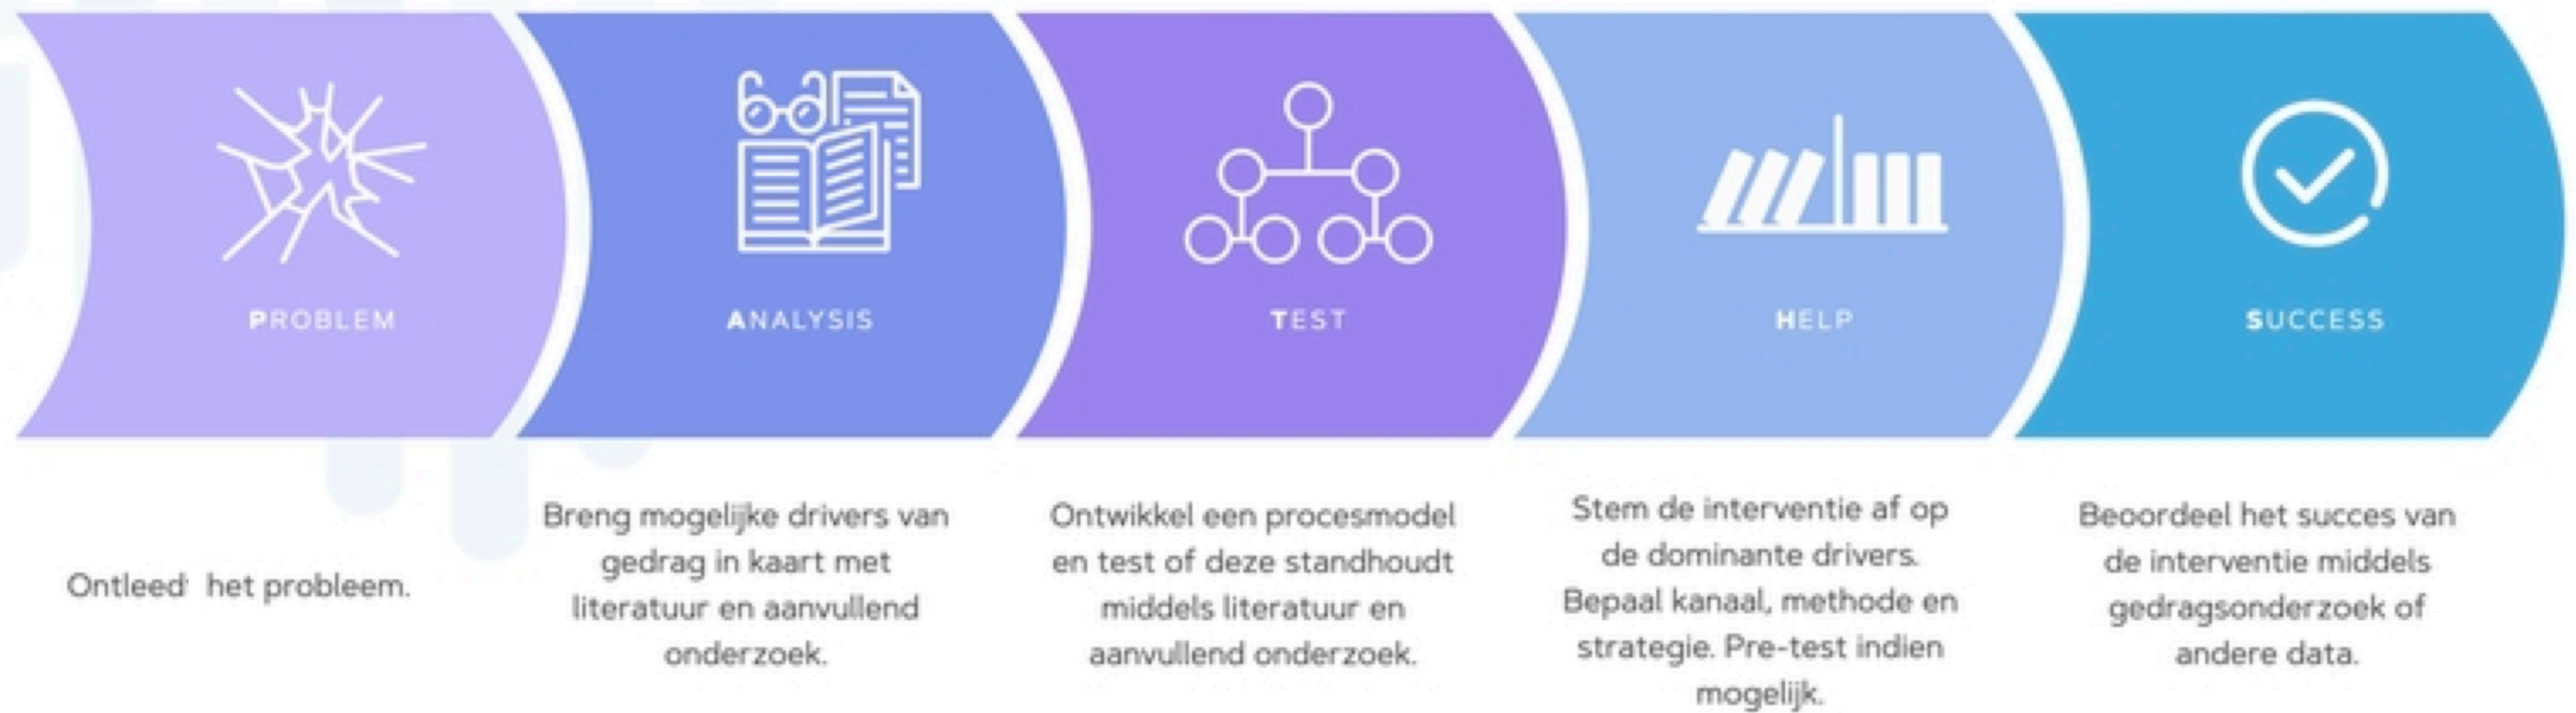 PROBLEM
Ontleed het probleem.
ANALYSIS
Breng mogelijke drivers van
gedrag in kaart met
literatuur en aanvullend
onderzoek.
TEST
Ontwikkel een procesmodel
en test of deze standhoudt
middels literatuur en
aanvullend onderzoek.
HELP
Stem de interventie af op
de dominante drivers.
Bepaal kanaal, methode en
strategie. Pre-test indien
mogelijk.
SUCCESS
Beoordeel het succes van
de interventie middels
gedragsonderzoek of
andere data.